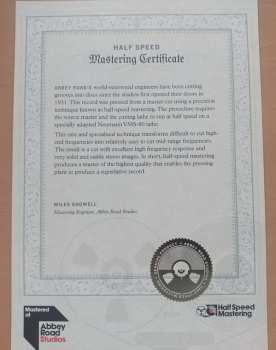 HALF SPEED
Mastering Certificate
ABBEY ROAD'S world-renowned engineers have been cutting
grooves into discs since the studios first opened their doors in
1931. This record was pressed from a master cut using a precision
technique known as half-speed mastering. The procedure requires
the source master and the cutting lathe to run at half speed on a
specially adapted Neumann VMS-80 lathe.
This rare and specialised technique transforms difficult to cut high-
end frequencies into relatively easy to cut mid-range frequencies.
The result is a cut with excellent high frequency response and
very solid and stable stereo images. In short, half-speed mastering
produces a master of the highest quality that enables the pressing
plant to produce a superlative record.
MILES SHOWELL
Mastering Engineer, Abbey Road Studios
Mastered
at
Abbey
Road
Studios
Half Speed
Mastering